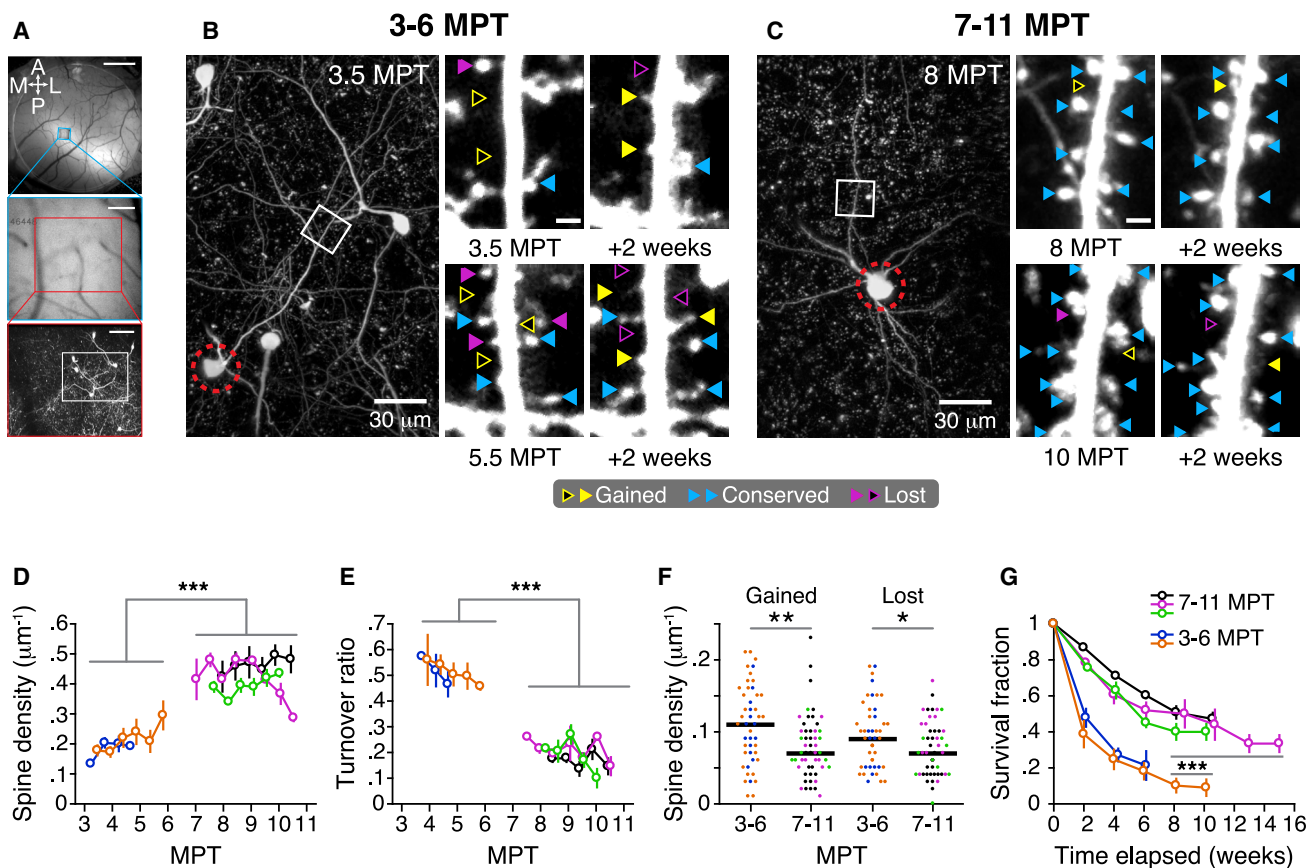 3-6 MPT
7-11 MPT
A
B
C
A
M L
P
3.5 MPT
30 μm
3.5 MPT
+2 weeks
5.5 MPT
+2 weeks
8 MPT
30 μm
8 MPT
+2 weeks
10 MPT
+2 weeks
Gained Conserved Lost
D
***
Spine density (μm⁻¹)
.6
.5
.4
.3
.2
.1
0
3 4 5 6 7 8 9 10 11
MPT
E
***
Turnover ratio
.7
.6
.5
.4
.3
.2
.1
0
3 4 5 6 7 8 9 10 11
MPT
F
Gained Lost
** *
Spine density (μm⁻¹)
.2
.1
0
3-6 7-11 3-6 7-11
MPT
G
7-11 MPT
3-6 MPT
***
Survival fraction
1
.8
.6
.4
.2
0
0 2 4 6 8 10 12 14 16
Time elapsed (weeks)